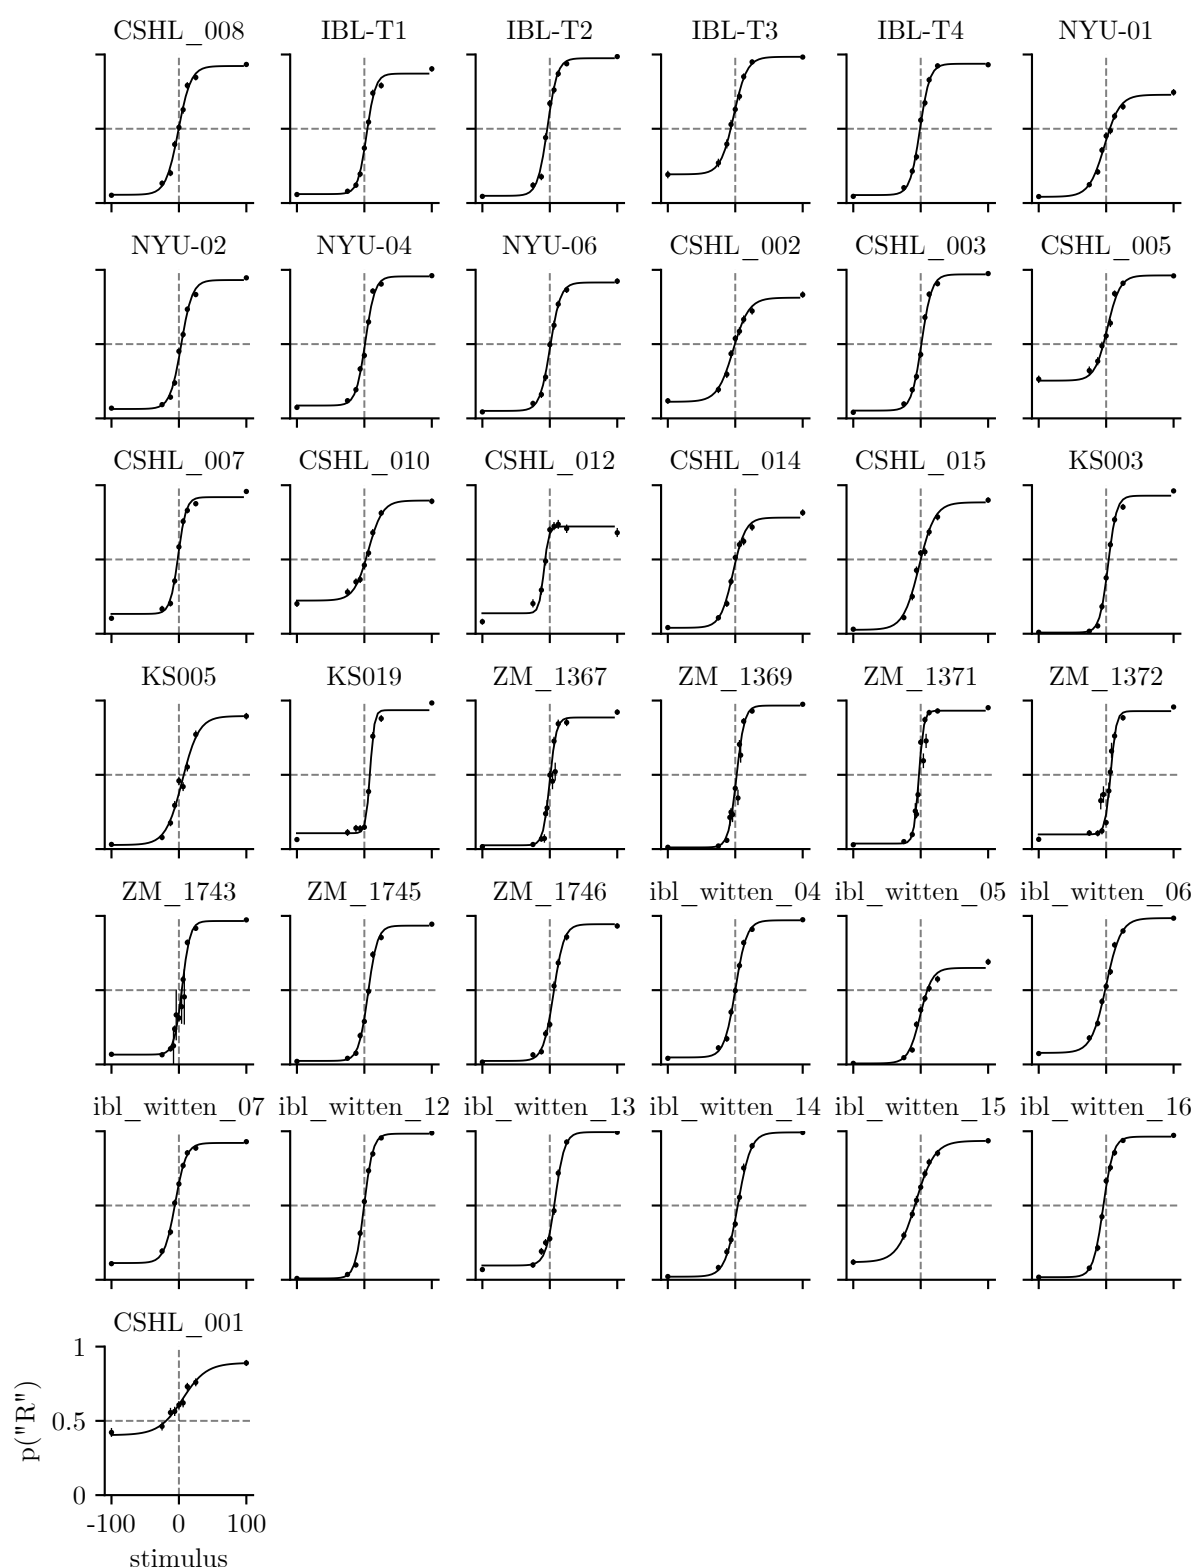 CSHL_008 IBL-T1 IBL-T2 IBL-T3 IBL-T4 NYU-01
NYU-02 NYU-04 NYU-06 CSHL_002 CSHL_003 CSHL_005
CSHL_007 CSHL_010 CSHL_012 CSHL_014 CSHL_015 KS003
KS005 KS019 ZM_1367 ZM_1369 ZM_1371 ZM_1372
ZM_1743 ZM_1745 ZM_1746 ibl_witten_04 ibl_witten_05 ibl_witten_06
ibl_witten_07 ibl_witten_12 ibl_witten_13 ibl_witten_14 ibl_witten_15 ibl_witten_16
CSHL_001
1
0.5
0
p("R")
-100 0 100
stimulus